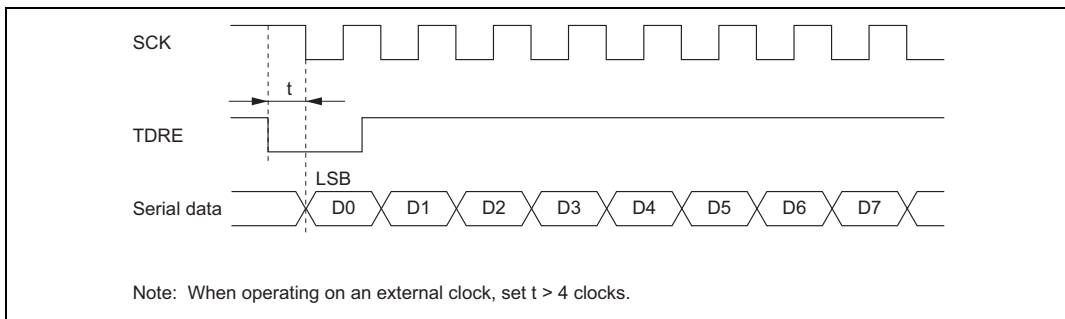 SCK
t
TDRE
LSB
Serial data D0 D1 D2 D3 D4 D5 D6 D7
Note: When operating on an external clock, set t > 4 clocks.